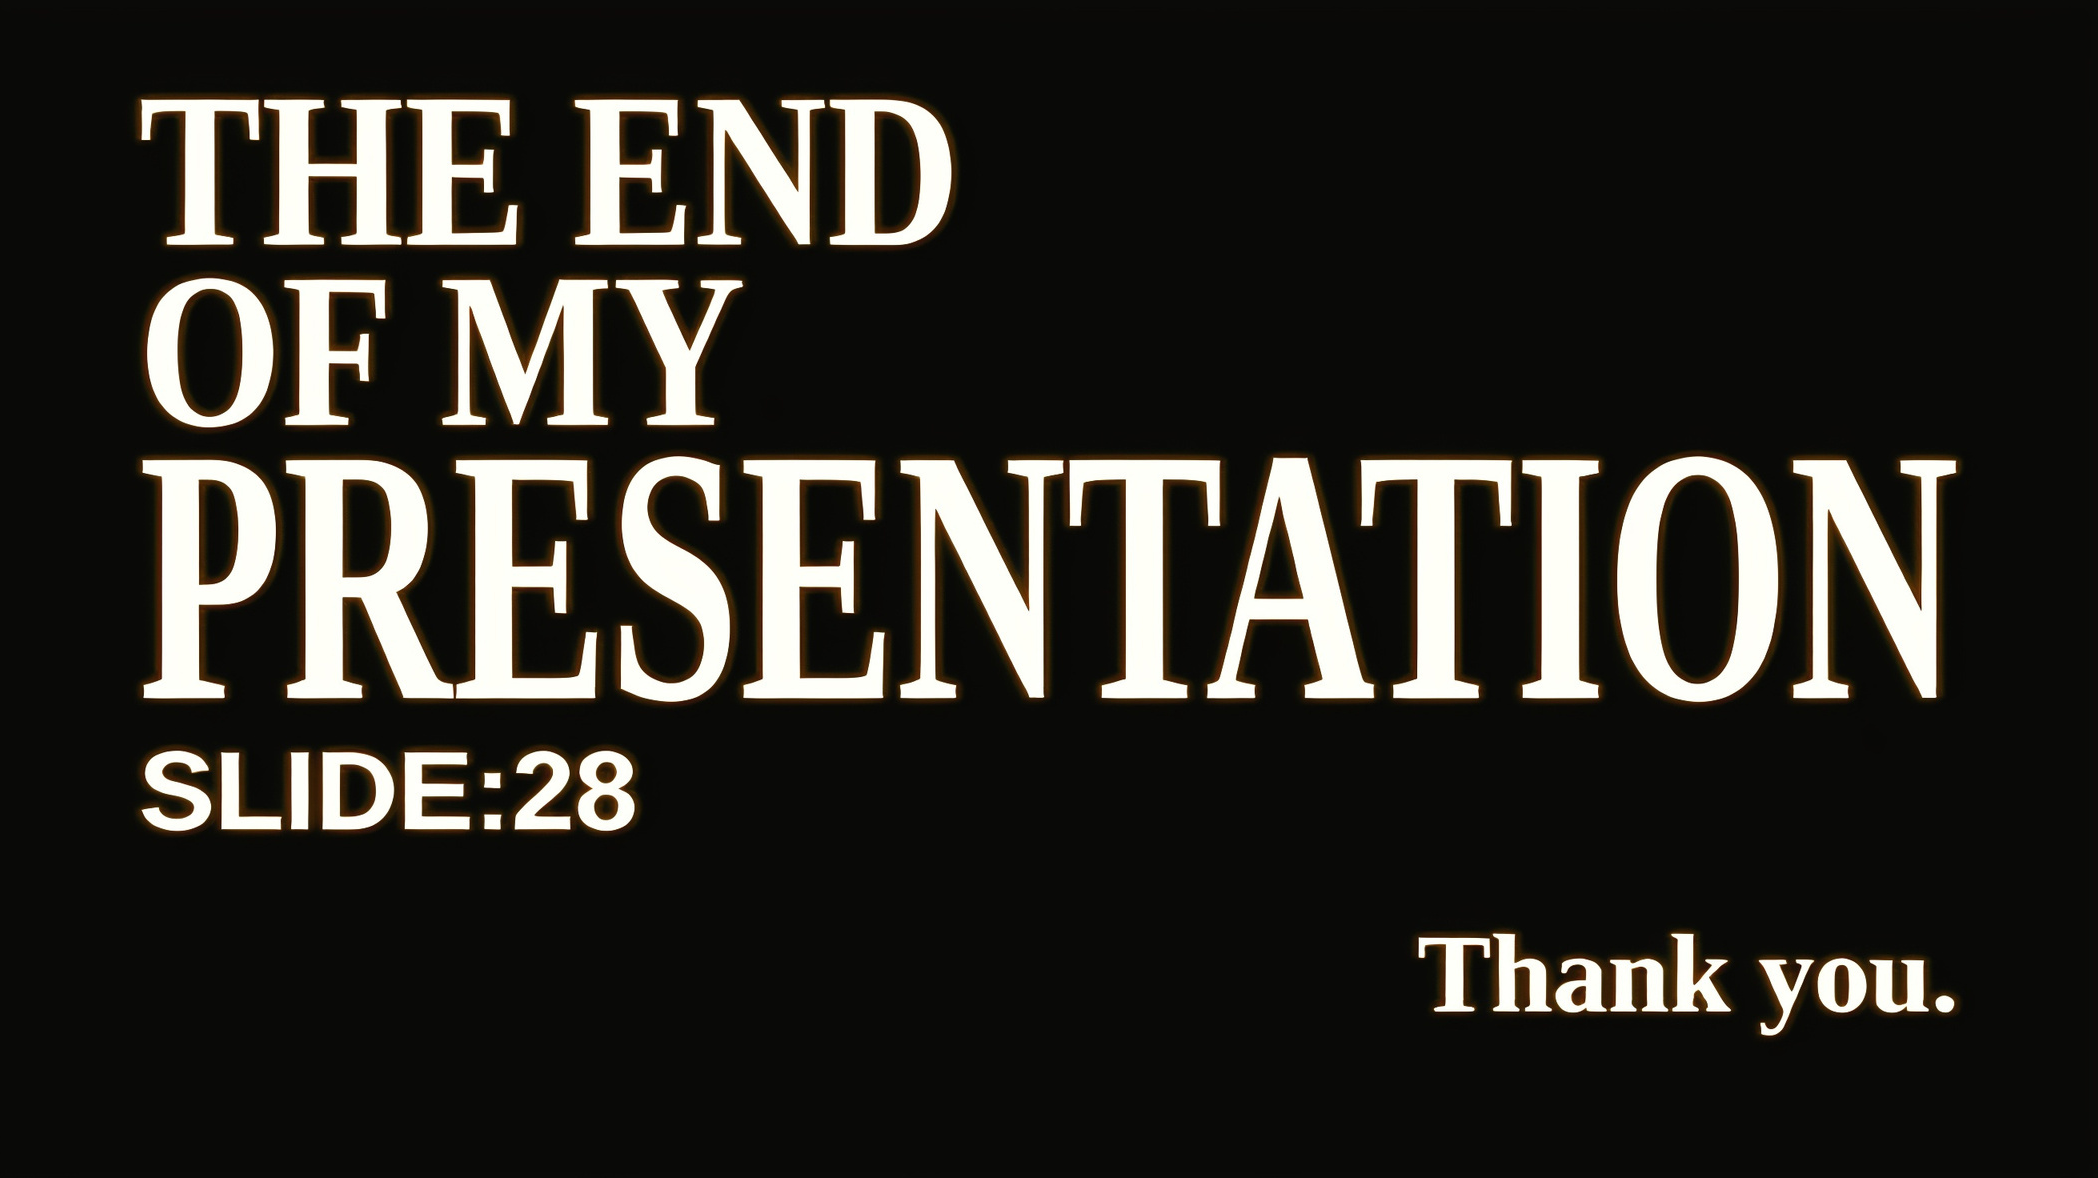 THE END
OF MY
PRESENTATION
SLIDE:28
Thank you.